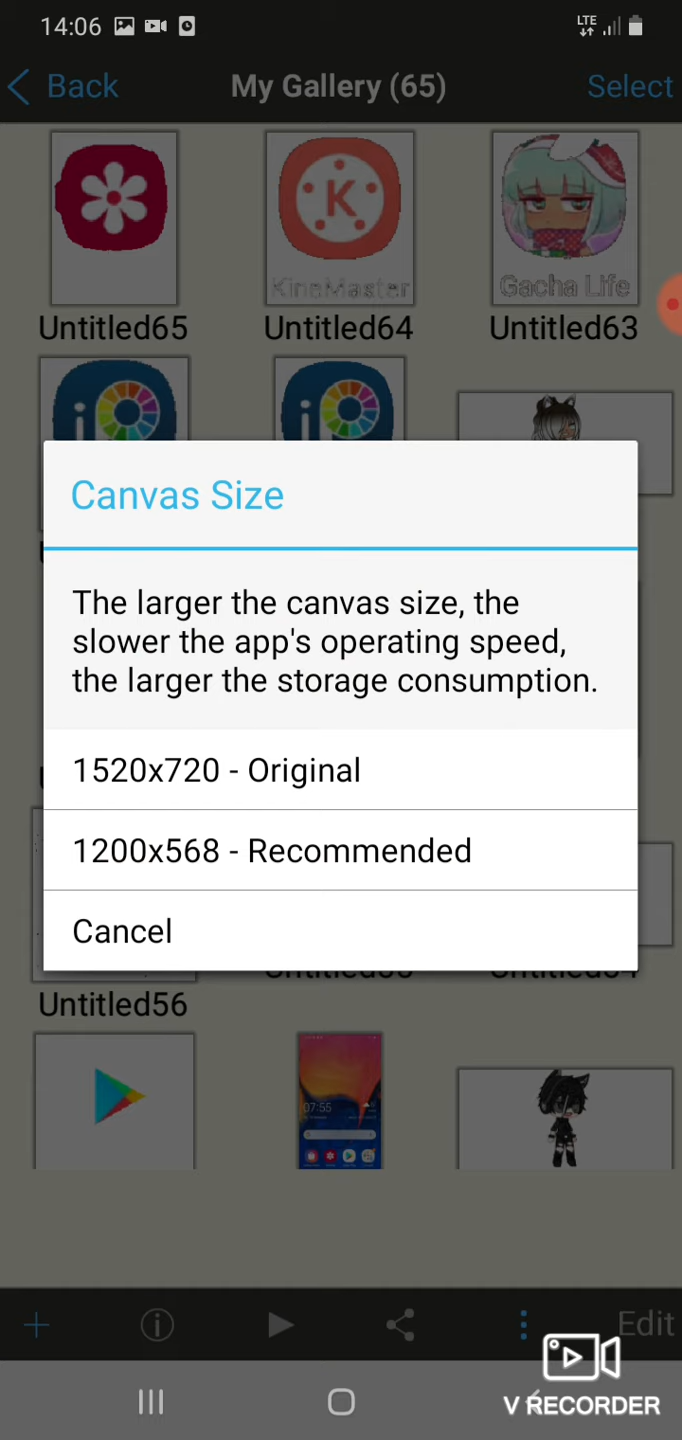 14:06
LTE
Back
My Gallery (65)
Select
K
KineMaster
Gacha Life
Untitled65
Untitled64
Untitled63
Canvas Size
The larger the canvas size, the
slower the app's operating speed,
the larger the storage consumption.
1520x720 - Original
1200x568 - Recommended
Cancel
Untitled56
07:55
Edit
V RECORDER